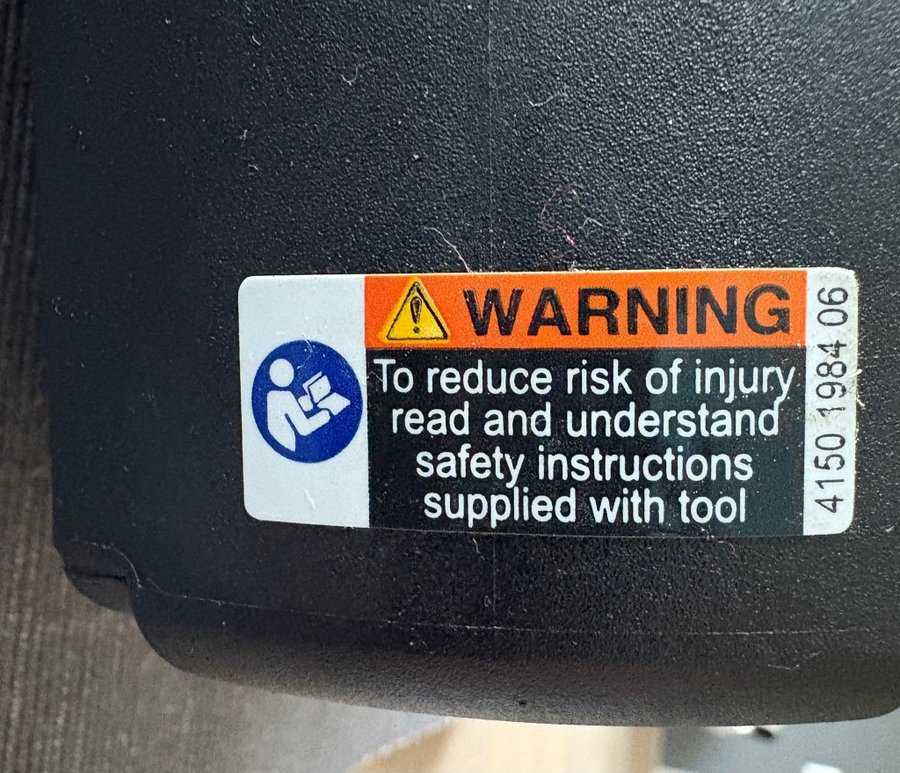 WARNING
To reduce risk of injury
read and understand
safety instructions
supplied with tool
4150 1984 06